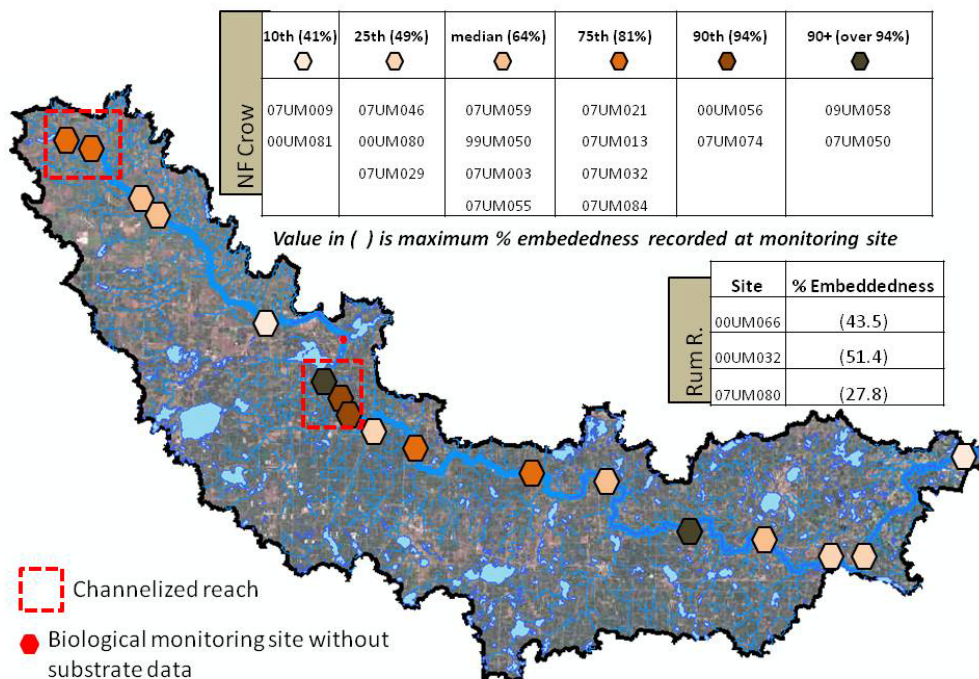 NF Crow
10th (41%) 25th (49%) median (64%) 75th (81%) 90th (94%) 90+ (over 94%)
07UM009 07UM046 07UM059 07UM021 00UM056 09UM058
00UM081 00UM080 99UM050 07UM013 07UM074 07UM050
07UM029 07UM003 07UM032
07UM055 07UM084
Value in ( ) is maximum % embededness recorded at monitoring site
Rum R.
Site % Embeddedness
00UM066 (43.5)
00UM032 (51.4)
07UM080 (27.8)
Channelized reach
Biological monitoring site without
substrate data